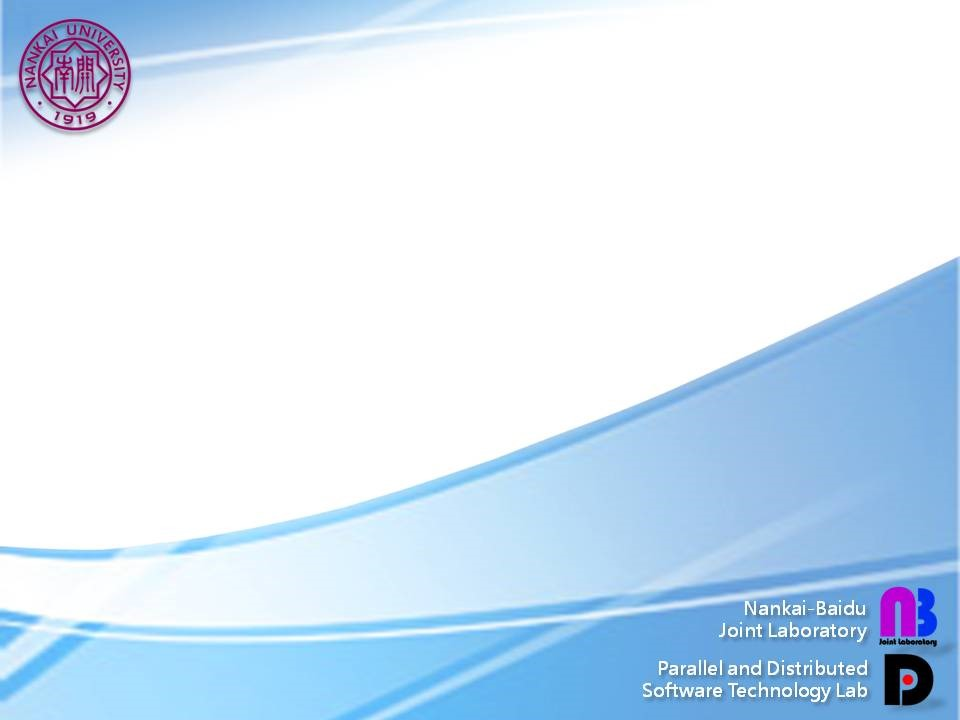 NANKAI UNIVERSITY
南開
1919
Nankai-Baidu
Joint Laboratory
Joint Laboratory
Parallel and Distributed
Software Technology Lab